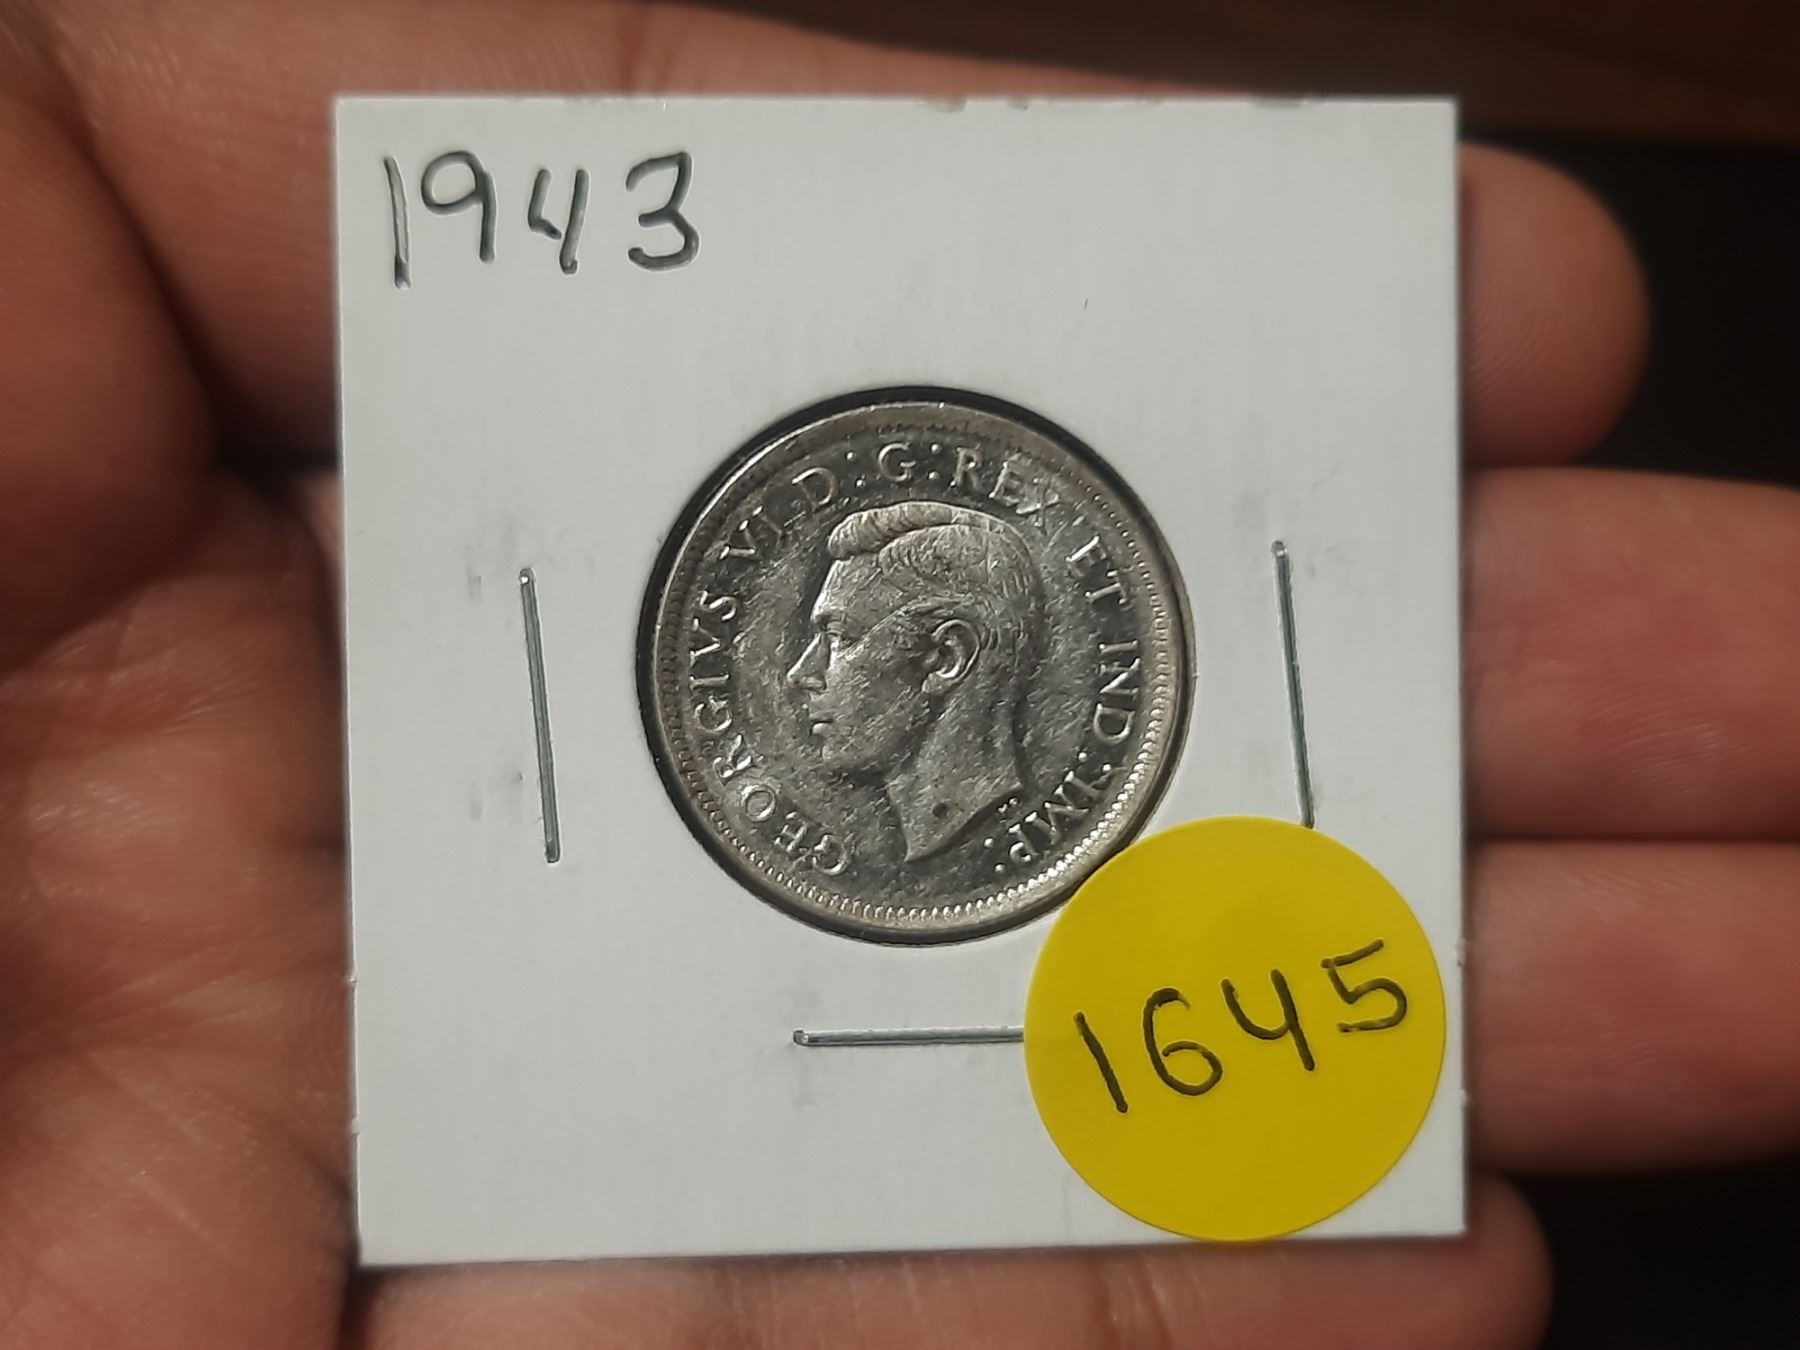 1943
GEORGIVS VI D: G: REX ET IND: IMP:
1645